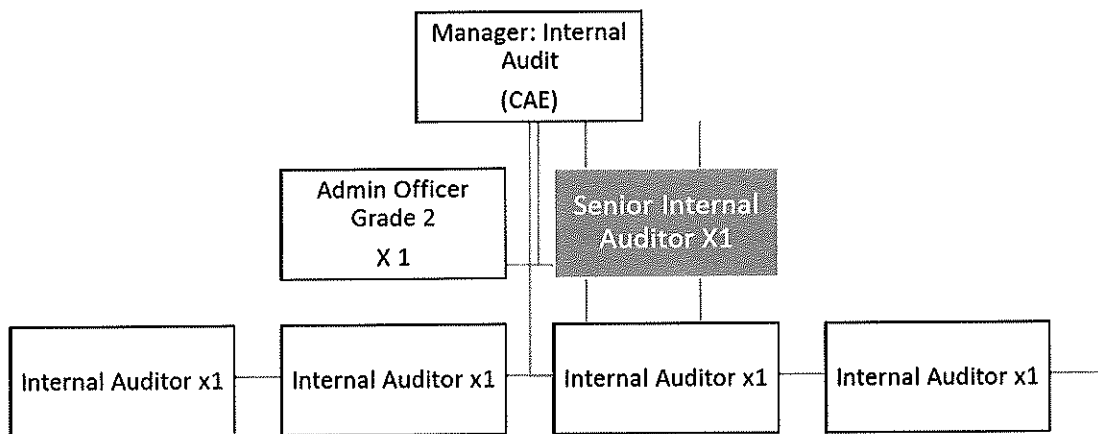 Manager: Internal
Audit
(CAE)
Admin Officer
Grade 2
X 1
Senior Internal
Auditor X1
Internal Auditor x1
Internal Auditor x1
Internal Auditor x1
Internal Auditor x1